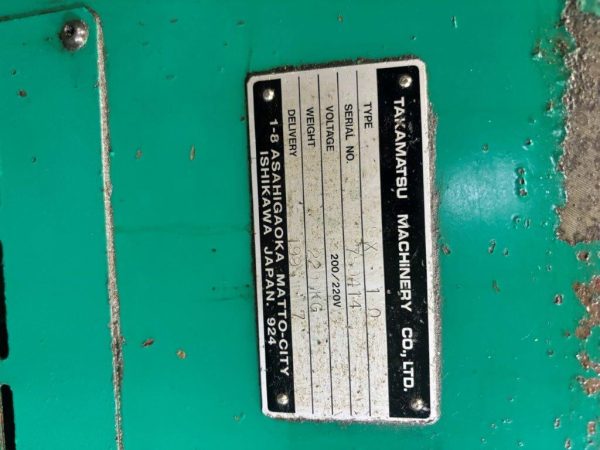 TAKAMATSU MACHINERY CO., LTD.
TYPE
SERIAL NO.
VOLTAGE 200/220V
WEIGHT
DELIVERY
1-8 ASAHIGAOKA MATTO-CITY
ISHIKAWA JAPAN. 924